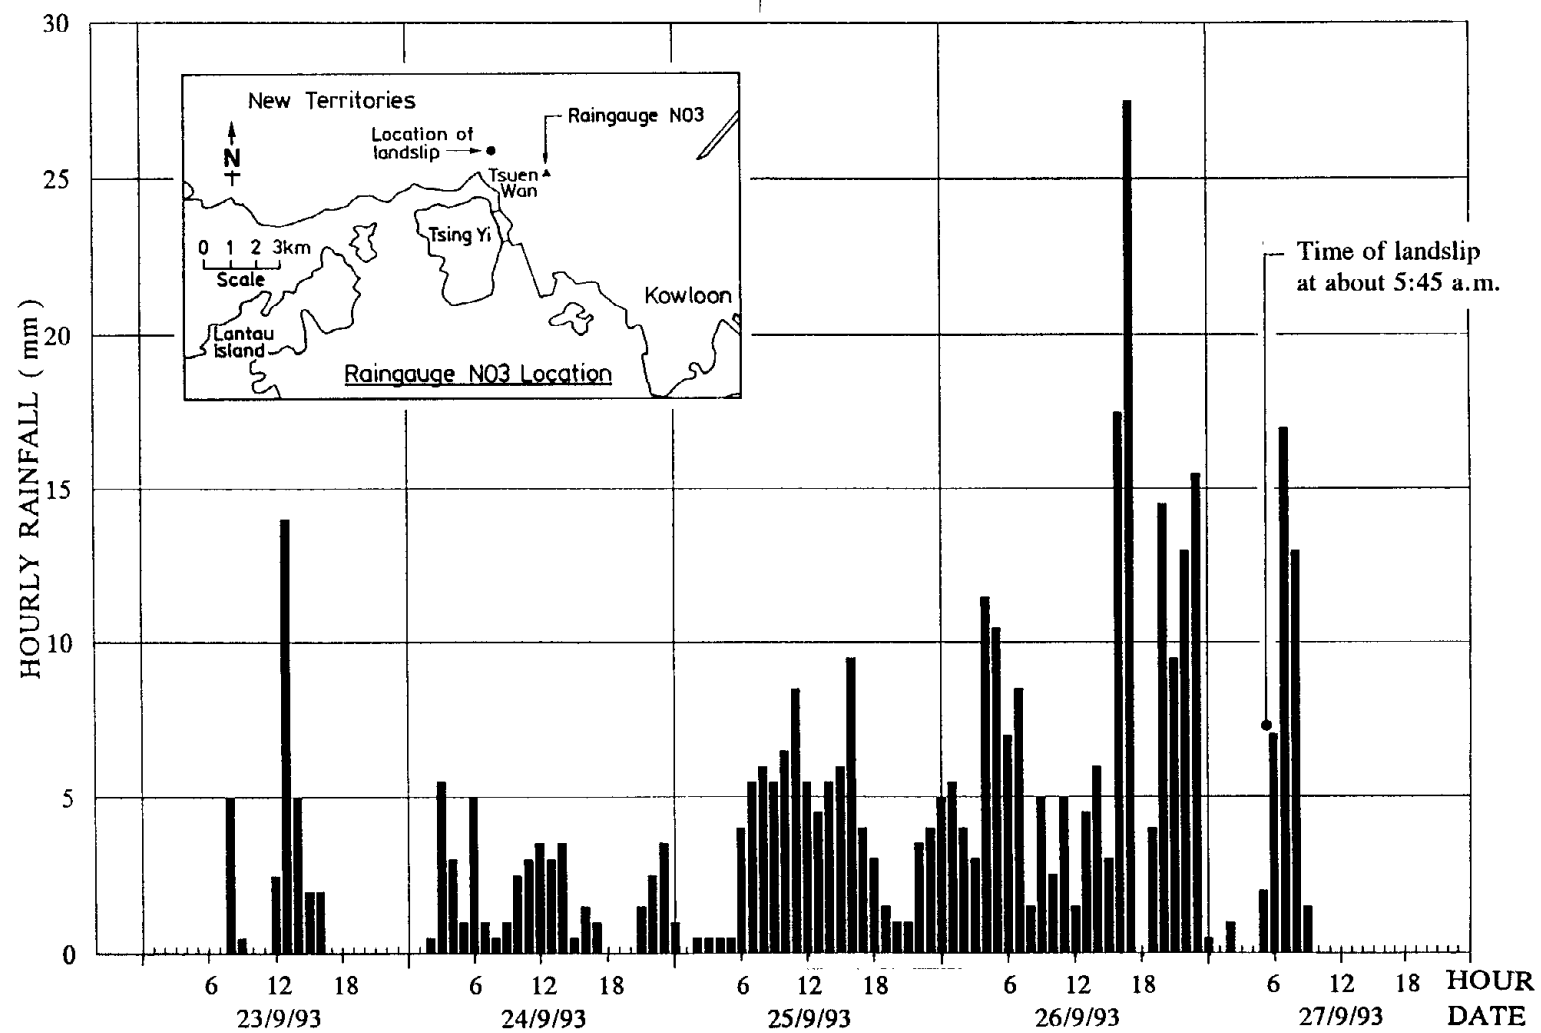 30
New Territories
Raingauge N03
Location of
landslip
N
Tsuen
Wan
25
Tsing Yi
0 1 2 3km
Scale
Kowloon
Lantau
Island
Raingauge N03 Location
Time of landslip
at about 5:45 a.m.
20
15
10
5
0
HOURLY RAINFALL ( mm )
6 12 18 6 12 18 6 12 18 6 12 18 6 12 18 HOUR
23/9/93 24/9/93 25/9/93 26/9/93 27/9/93 DATE